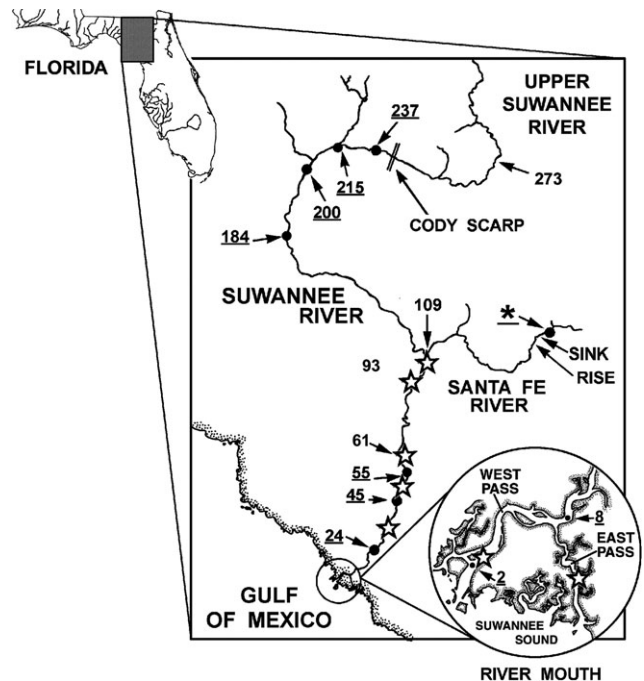 FLORIDA
UPPER
SUWANNEE
RIVER
237
215
273
200
CODY SCARP
184
SUWANNEE
RIVER
109
*
SINK
RISE
93
SANTA FE
RIVER
61
55
45
24
WEST
PASS
8
EAST
PASS
2
SUWANNEE
SOUND
GULF
OF MEXICO
RIVER MOUTH